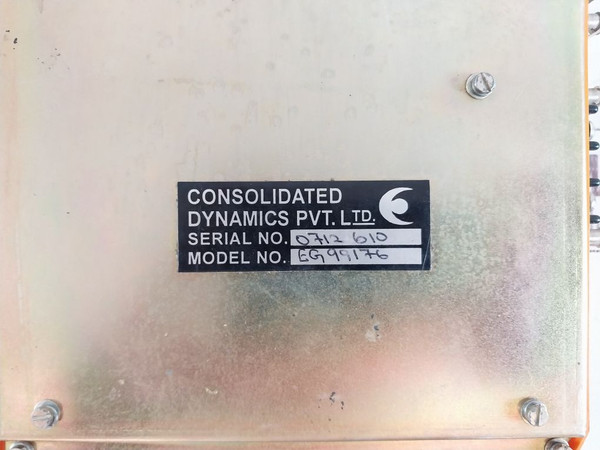 CONSOLIDATED
DYNAMICS PVT. LTD.
SERIAL NO. 0712 610
MODEL NO. EG99176